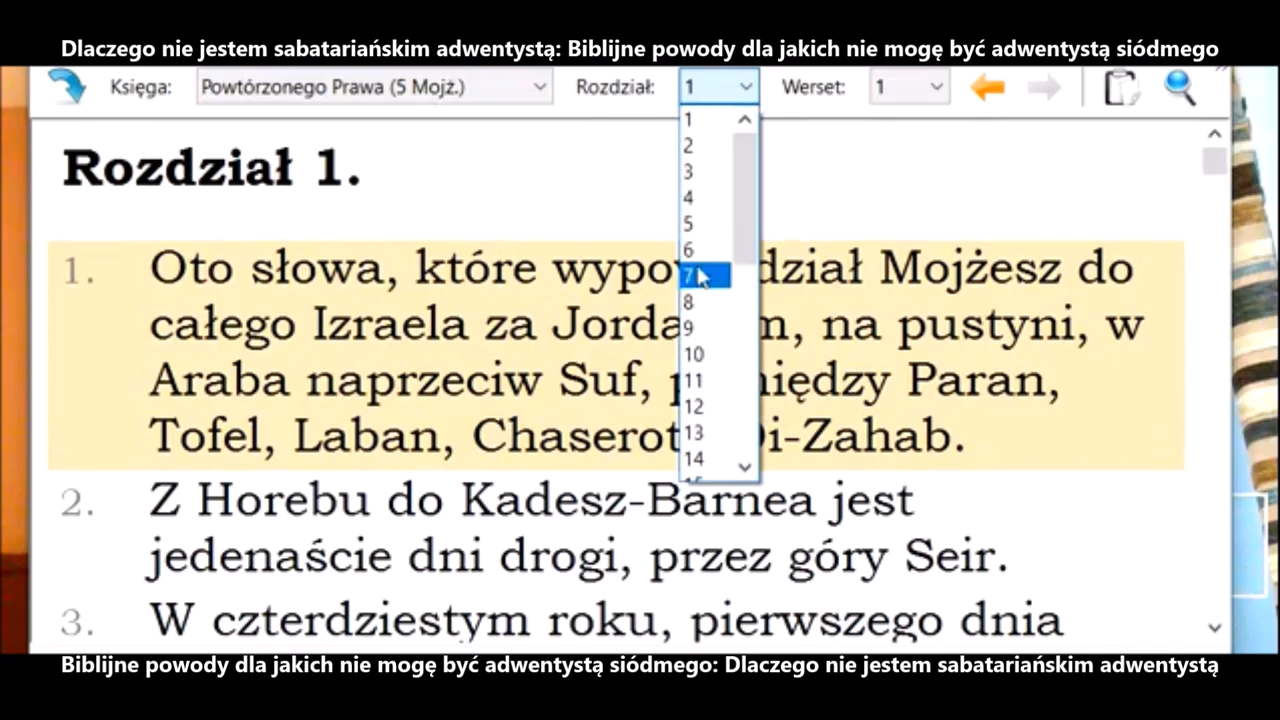 Dlaczego nie jestem sabatariańskim adwentystą: Biblijne powody dla jakich nie mogę być adwentystą siódmego
Księga: Powtórzonego Prawa (5 Mojż.) Rozdział: 1 Werset: 1
Rozdział 1.
1
2
3
4
5
6
7
8
9
10
11
12
13
14
1. Oto słowa, które wypo dział Mojżesz do
całego Izraela za Jorda m, na pustyni, w
Araba naprzeciw Suf, między Paran,
Tofel, Laban, Chaserot i-Zahab.
2. Z Horebu do Kadesz-Barnea jest
jedenaście dni drogi, przez góry Seir.
3. W czterdziestym roku, pierwszego dnia
Biblijne powody dla jakich nie mogę być adwentystą siódmego: Dlaczego nie jestem sabatariańskim adwentystą